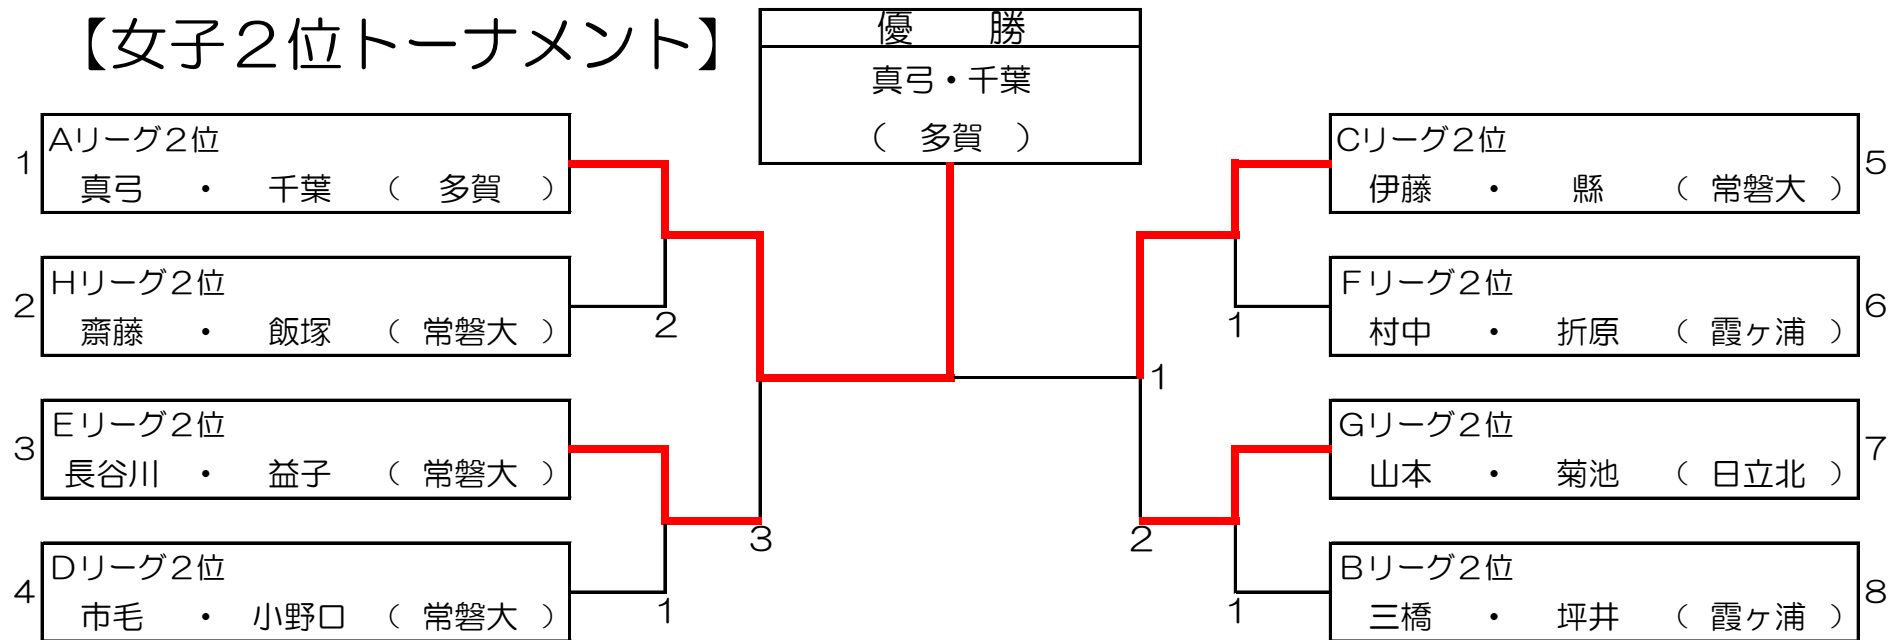 【女子２位トーナメント】
優　勝
真弓・千葉
（　多賀　）
1
Aリーグ２位
真弓　・　千葉　（　多賀　）
2
Hリーグ２位
齋藤　・　飯塚　（　常磐大　）
2
3
Eリーグ２位
長谷川　・　益子　（　常磐大　）
3
4
Dリーグ２位
市毛　・　小野口　（　常磐大　）
1
1
Cリーグ２位
伊藤　・　縣　（　常磐大　）
5
Fリーグ２位
村中　・　折原　（　霞ヶ浦　）
6
1
Gリーグ２位
山本　・　菊池　（　日立北　）
7
2
Bリーグ２位
三橋　・　坪井　（　霞ヶ浦　）
8
1